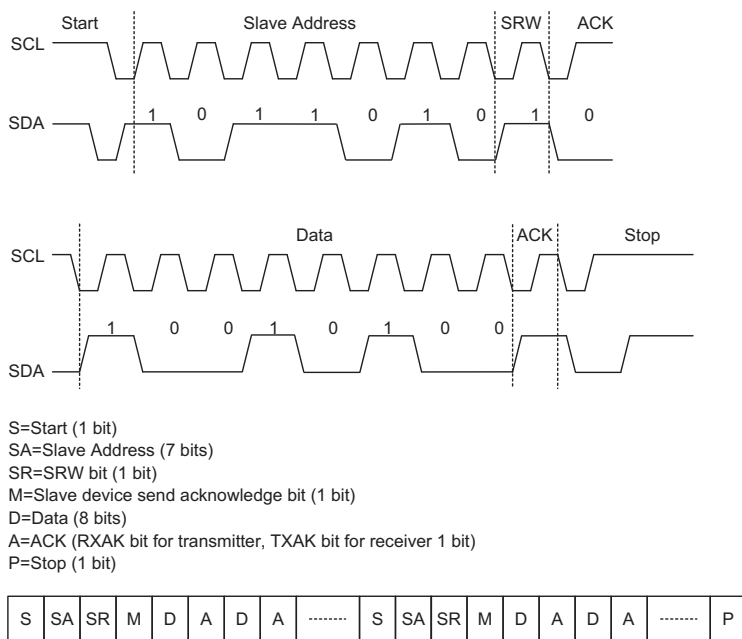 Start Slave Address SRW ACK
SCL
1 0 1 1 0 1 0 1 0
SDA
Data ACK Stop
SCL
1 0 0 1 0 1 0 0
SDA
S=Start (1 bit)
SA=Slave Address (7 bits)
SR=SRW bit (1 bit)
M=Slave device send acknowledge bit (1 bit)
D=Data (8 bits)
A=ACK (RXAK bit for transmitter, TXAK bit for receiver 1 bit)
P=Stop (1 bit)
S SA SR M D A D A ........ S SA SR M D A D A ........ P